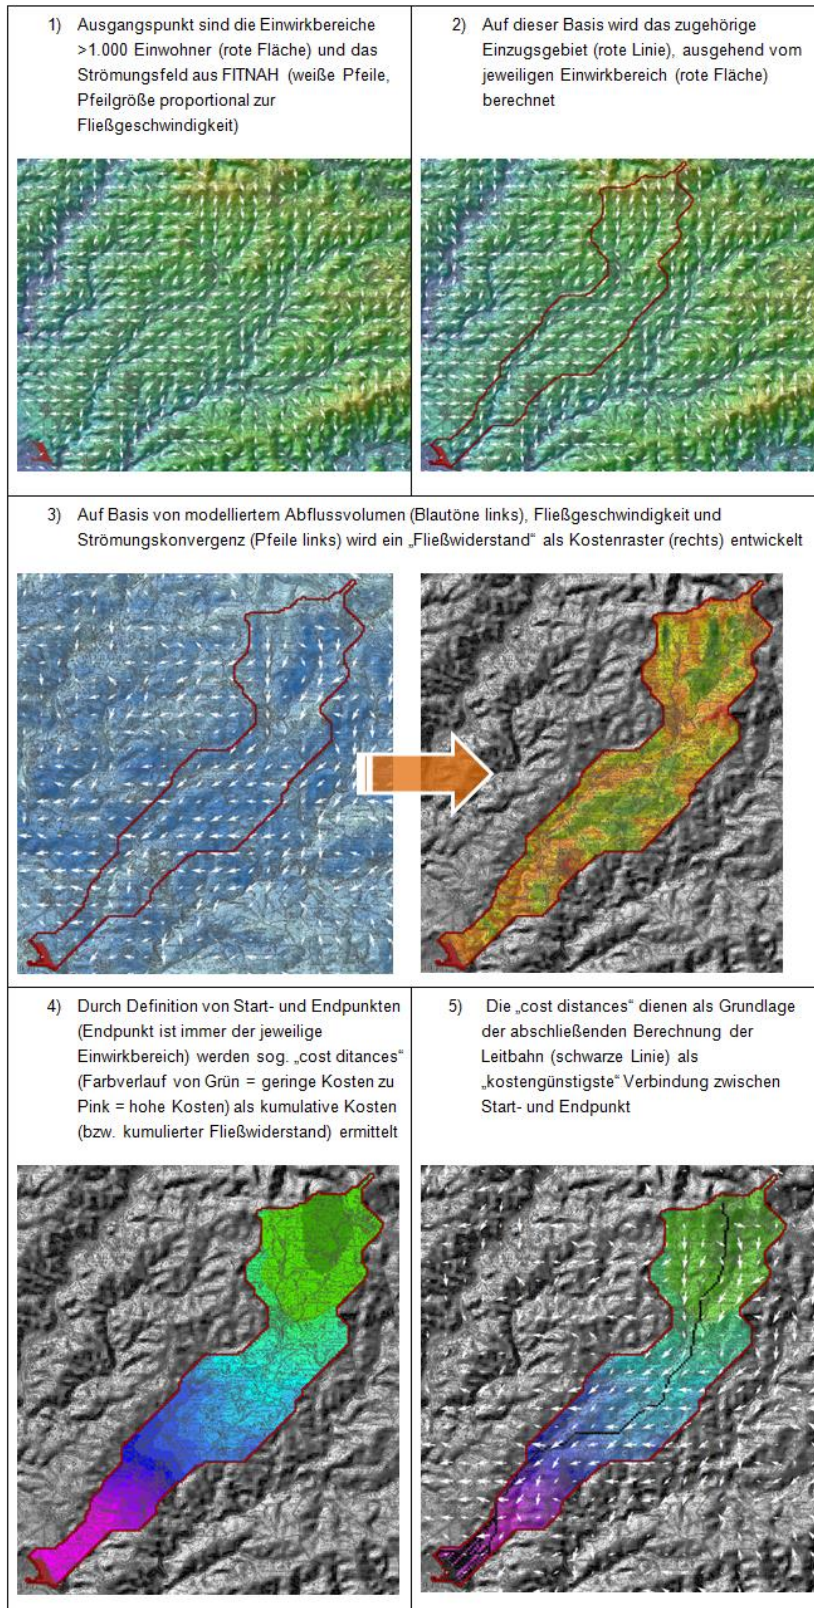 1) Ausgangspunkt sind die Einwirkbereiche
>1.000 Einwohner (rote Fläche) und das
Strömungsfeld aus FITNAH (weiße Pfeile,
Pfeilgröße proportional zur
Fließgeschwindigkeit)
2) Auf dieser Basis wird das zugehörige
Einzugsgebiet (rote Linie), ausgehend vom
jeweiligen Einwirkbereich (rote Fläche)
berechnet
3) Auf Basis von modelliertem Abflussvolumen (Blautöne links), Fließgeschwindigkeit und
Strömungskonvergenz (Pfeile links) wird ein „Fließwiderstand“ als Kostenraster (rechts) entwickelt
4) Durch Definition von Start- und Endpunkten
(Endpunkt ist immer der jeweilige
Einwirkbereich) werden sog. „cost ditances“
(Farbverlauf von Grün = geringe Kosten zu
Pink = hohe Kosten) als kumulative Kosten
(bzw. kumulierter Fließwiderstand) ermittelt
5) Die „cost distances“ dienen als Grundlage
der abschließenden Berechnung der
Leitbahn (schwarze Linie) als
„kostengünstigste“ Verbindung zwischen
Start- und Endpunkt